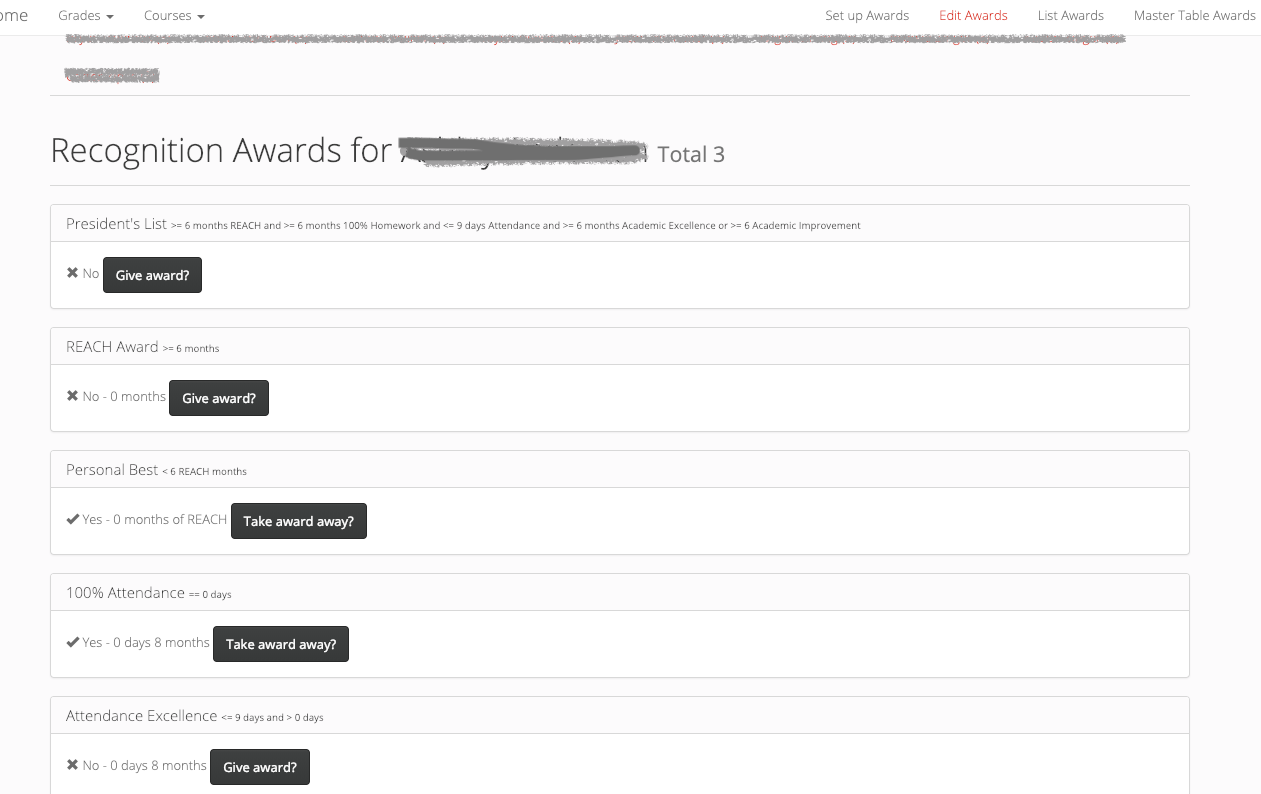 ome Grades Courses Set up Awards Edit Awards List Awards Master Table Awards
Recognition Awards for Total 3
President's List >= 6 months REACH and >= 6 months 100% Homework and <= 9 days Attendance and >= 6 months Academic Excellence or >= 6 Academic Improvement
No Give award?
REACH Award >= 6 months
No - 0 months Give award?
Personal Best < 6 REACH months
Yes - 0 months of REACH Take award away?
100% Attendance == 0 days
Yes - 0 days 8 months Take award away?
Attendance Excellence <= 9 days and > 0 days
No - 0 days 8 months Give award?